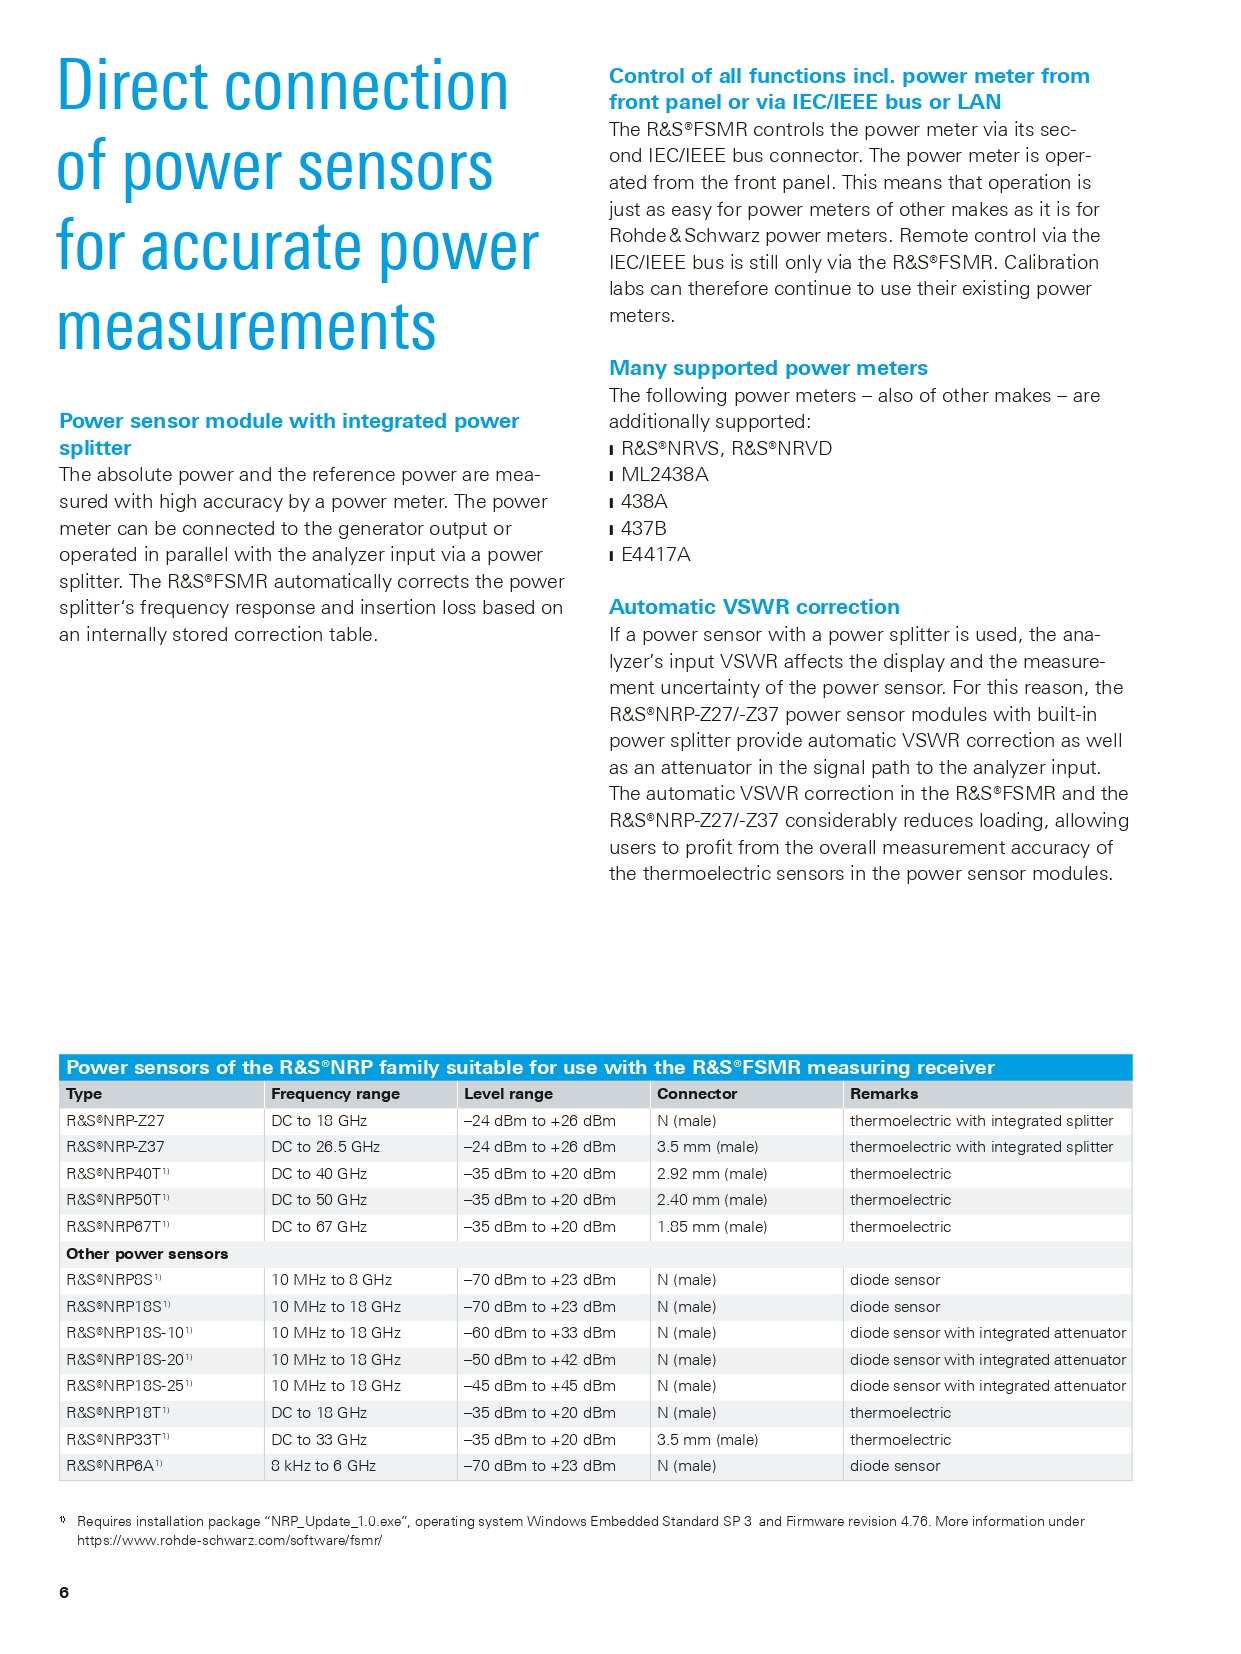 Direct connection
of power sensors
for accurate power
measurements
Power sensor module with integrated power
splitter
The absolute power and the reference power are mea-
sured with high accuracy by a power meter. The power
meter can be connected to the generator output or
operated in parallel with the analyzer input via a power
splitter. The R&S®FSMR automatically corrects the power
splitter‘s frequency response and insertion loss based on
an internally stored correction table.
Control of all functions incl. power meter from
front panel or via IEC/IEEE bus or LAN
The R&S®FSMR controls the power meter via its sec-
ond IEC/IEEE bus connector. The power meter is oper-
ated from the front panel. This means that operation is
just as easy for power meters of other makes as it is for
Rohde & Schwarz power meters. Remote control via the
IEC/IEEE bus is still only via the R&S®FSMR. Calibration
labs can therefore continue to use their existing power
meters.
Many supported power meters
The following power meters – also of other makes – are
additionally supported:
❙ R&S®NRVS, R&S®NRVD
❙ ML2438A
❙ 438A
❙ 437B
❙ E4417A
Automatic VSWR correction
If a power sensor with a power splitter is used, the ana-
lyzer‘s input VSWR affects the display and the measure-
ment uncertainty of the power sensor. For this reason, the
R&S®NRP-Z27/-Z37 power sensor modules with built-in
power splitter provide automatic VSWR correction as well
as an attenuator in the signal path to the analyzer input.
The automatic VSWR correction in the R&S®FSMR and the
R&S®NRP-Z27/-Z37 considerably reduces loading, allowing
users to profit from the overall measurement accuracy of
the thermoelectric sensors in the power sensor modules.
Power sensors of the R&S®NRP family suitable for use with the R&S®FSMR measuring receiver
Type Frequency range Level range Connector Remarks
R&S®NRP-Z27 DC to 18 GHz –24 dBm to +26 dBm N (male) thermoelectric with integrated splitter
R&S®NRP-Z37 DC to 26.5 GHz –24 dBm to +26 dBm 3.5 mm (male) thermoelectric with integrated splitter
R&S®NRP40T 1) DC to 40 GHz –35 dBm to +20 dBm 2.92 mm (male) thermoelectric
R&S®NRP50T 1) DC to 50 GHz –35 dBm to +20 dBm 2.40 mm (male) thermoelectric
R&S®NRP67T 1) DC to 67 GHz –35 dBm to +20 dBm 1.85 mm (male) thermoelectric
Other power sensors
R&S®NRP8S 1) 10 MHz to 8 GHz –70 dBm to +23 dBm N (male) diode sensor
R&S®NRP18S 1) 10 MHz to 18 GHz –70 dBm to +23 dBm N (male) diode sensor
R&S®NRP18S-10 1) 10 MHz to 18 GHz –60 dBm to +33 dBm N (male) diode sensor with integrated attenuator
R&S®NRP18S-20 1) 10 MHz to 18 GHz –50 dBm to +42 dBm N (male) diode sensor with integrated attenuator
R&S®NRP18S-25 1) 10 MHz to 18 GHz –45 dBm to +45 dBm N (male) diode sensor with integrated attenuator
R&S®NRP18T 1) DC to 18 GHz –35 dBm to +20 dBm N (male) thermoelectric
R&S®NRP33T 1) DC to 33 GHz –35 dBm to +20 dBm 3.5 mm (male) thermoelectric
R&S®NRP6A 1) 8 kHz to 6 GHz –70 dBm to +23 dBm N (male) diode sensor
1) Requires installation package “NRP_Update_1.0.exe”, operating system Windows Embedded Standard SP 3 and Firmware revision 4.76. More information under
https://www.rohde-schwarz.com/software/fsmr/
6